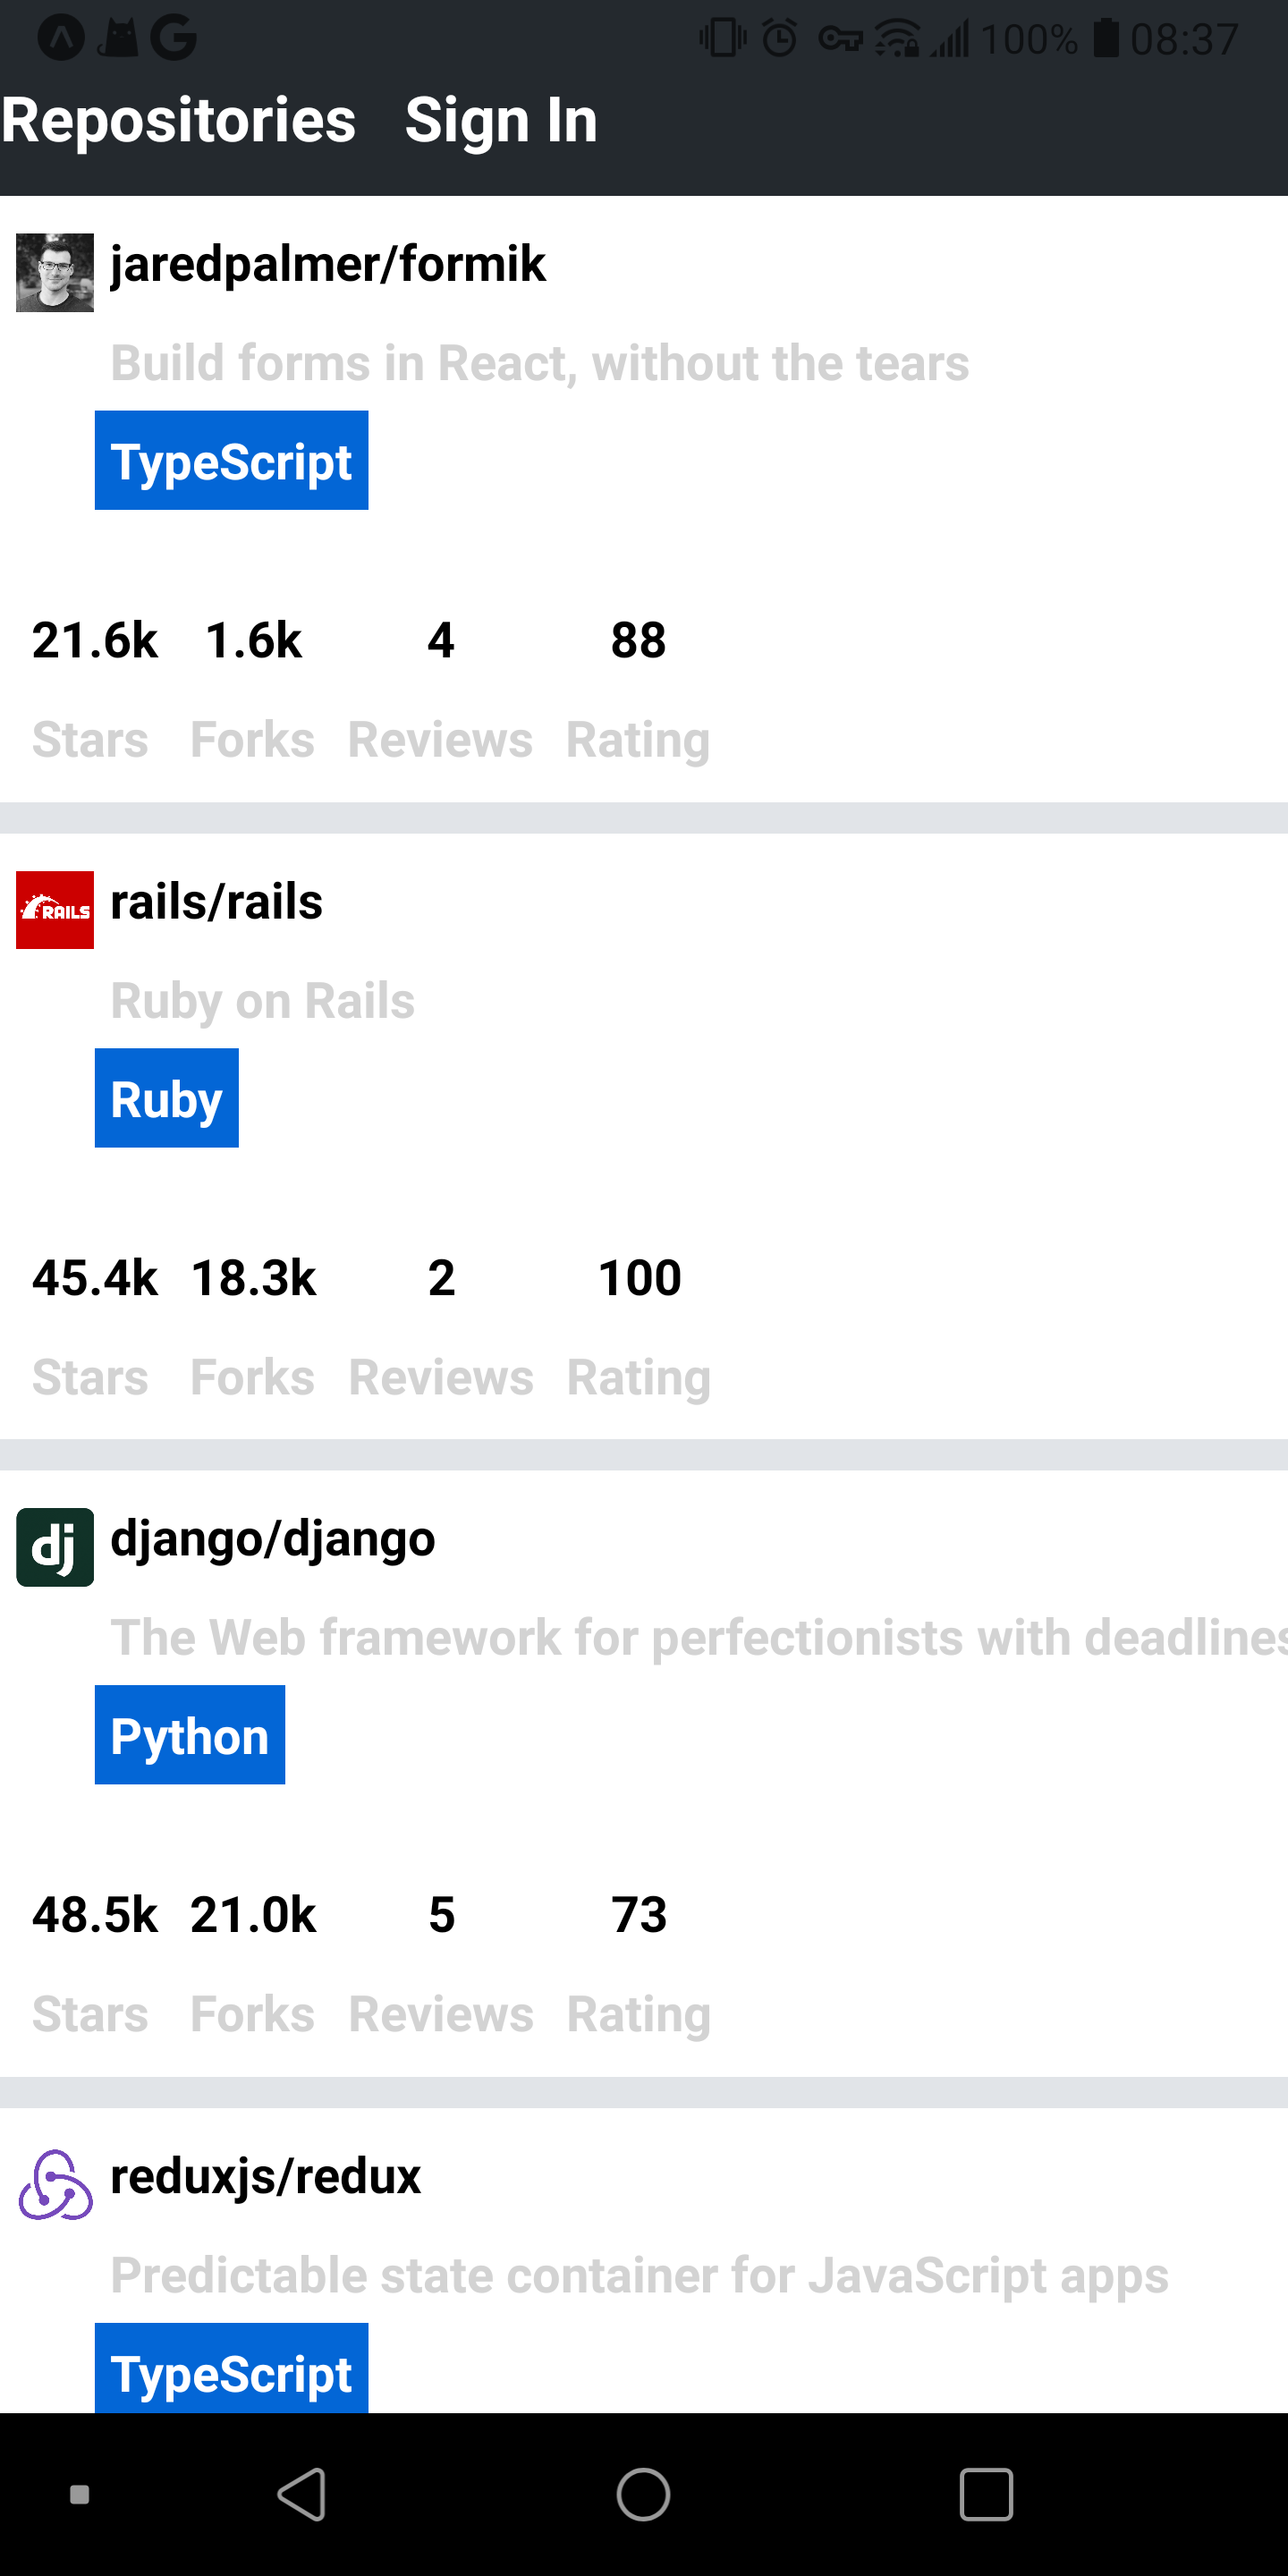 100% 08:37
Repositories Sign In
jaredpalmer/formik
Build forms in React, without the tears
TypeScript
21.6k 1.6k 4 88
Stars Forks Reviews Rating
RAILS
rails/rails
Ruby on Rails
Ruby
45.4k 18.3k 2 100
Stars Forks Reviews Rating
dj
django/django
The Web framework for perfectionists with deadlines
Python
48.5k 21.0k 5 73
Stars Forks Reviews Rating
reduxjs/redux
Predictable state container for JavaScript apps
TypeScript